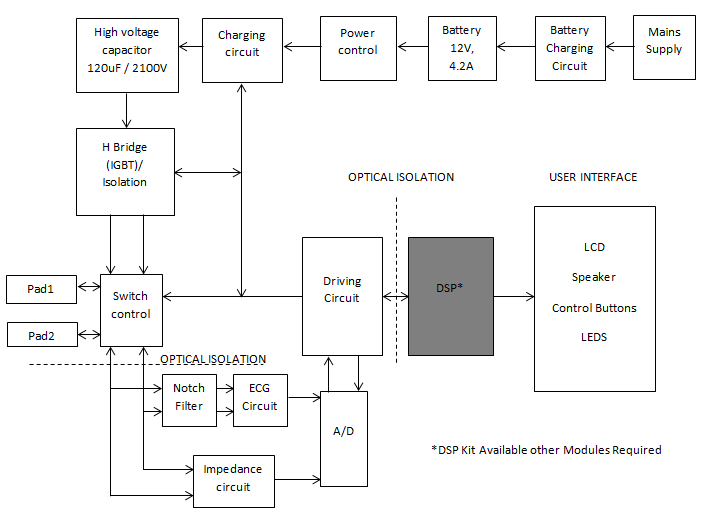 High voltage
capacitor
120uF / 2100V
Charging
circuit
Power
control
Battery
12V,
4.2A
Battery
Charging
Circuit
Mains
Supply
H Bridge
(IGBT)/
Isolation
OPTICAL ISOLATION
USER INTERFACE
LCD
Speaker
Control Buttons
LEDS
Driving
Circuit
DSP*
Pad1
Pad2
Switch
control
OPTICAL ISOLATION
Notch
Filter
ECG
Circuit
A/D
Impedance
circuit
*DSP Kit Available other Modules Required